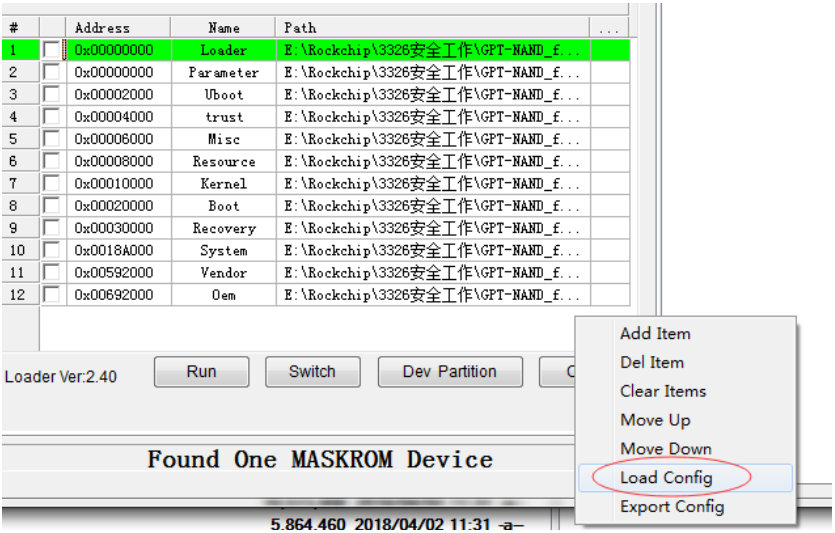 # Address Name Path ...
1 0x00000000 Loader E:\Rockchip\3326安全工作\GPT-NAND_f...
2 0x00000000 Parameter E:\Rockchip\3326安全工作\GPT-NAND_f...
3 0x00002000 Uboot E:\Rockchip\3326安全工作\GPT-NAND_f...
4 0x00004000 trust E:\Rockchip\3326安全工作\GPT-NAND_f...
5 0x00006000 Misc E:\Rockchip\3326安全工作\GPT-NAND_f...
6 0x00008000 Resource E:\Rockchip\3326安全工作\GPT-NAND_f...
7 0x00010000 Kernel E:\Rockchip\3326安全工作\GPT-NAND_f...
8 0x00020000 Boot E:\Rockchip\3326安全工作\GPT-NAND_f...
9 0x00030000 Recovery E:\Rockchip\3326安全工作\GPT-NAND_f...
10 0x0018A000 System E:\Rockchip\3326安全工作\GPT-NAND_f...
11 0x00592000 Vendor E:\Rockchip\3326安全工作\GPT-NAND_f...
12 0x00692000 Oem E:\Rockchip\3326安全工作\GPT-NAND_f...
Loader Ver:2.40 Run Switch Dev Partition
Found One MASKROM Device
5,864,460 2018/04/02 11:31 -a--
Add Item
Del Item
Clear Items
Move Up
Move Down
Load Config
Export Config